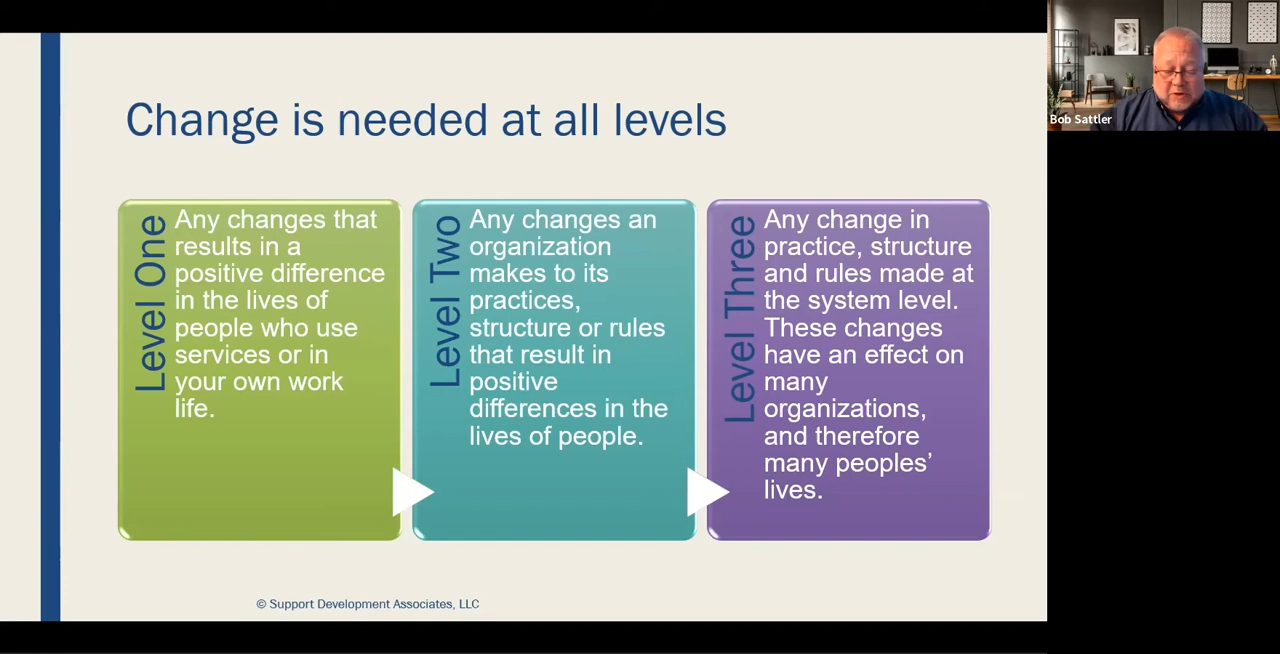 Change is needed at all levels
Level One
Any changes that
results in a
positive difference
in the lives of
people who use
services or in
your own work
life.
Level Two
Any changes an
organization
makes to its
practices,
structure or rules
that result in
positive
differences in the
lives of people.
Level Three
Any change in
practice, structure
and rules made at
the system level.
These changes
have an effect on
many
organizations,
and therefore
many peoples’
lives.
© Support Development Associates, LLC
Bob Sattler